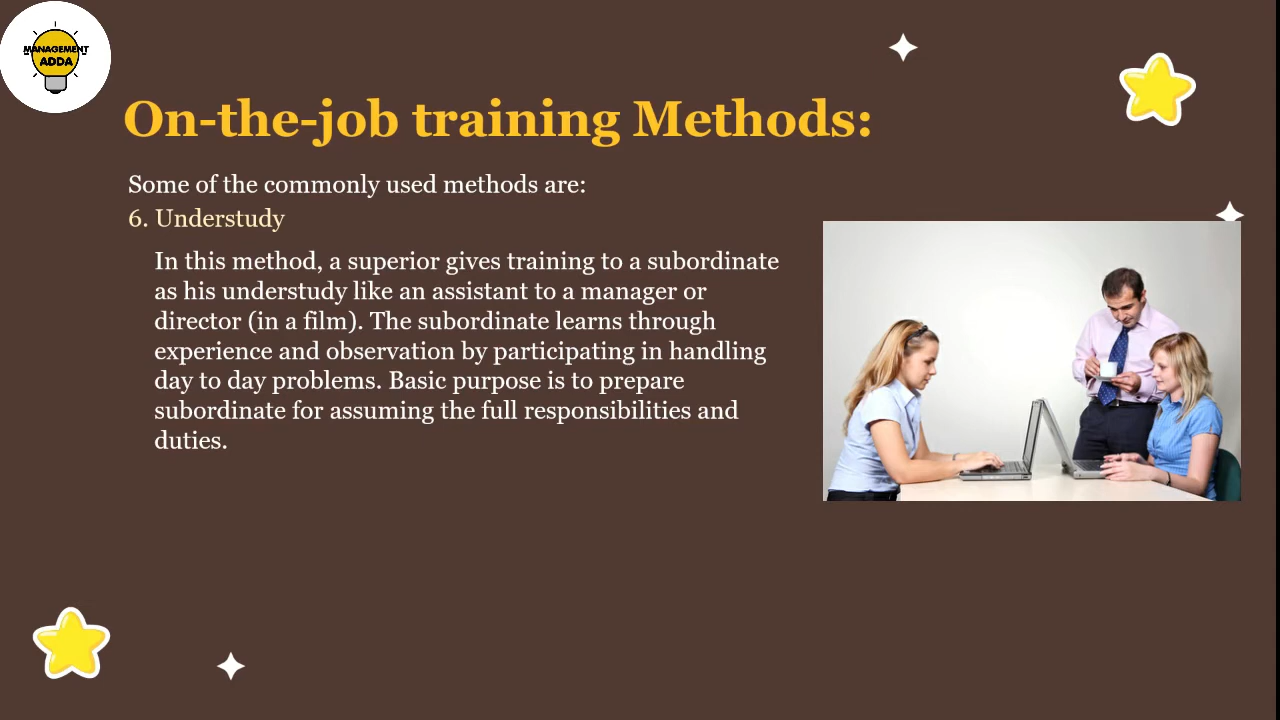 MANAGEMENT
ADDA
On-the-job training Methods:
Some of the commonly used methods are:
6. Understudy
In this method, a superior gives training to a subordinate
as his understudy like an assistant to a manager or
director (in a film). The subordinate learns through
experience and observation by participating in handling
day to day problems. Basic purpose is to prepare
subordinate for assuming the full responsibilities and
duties.